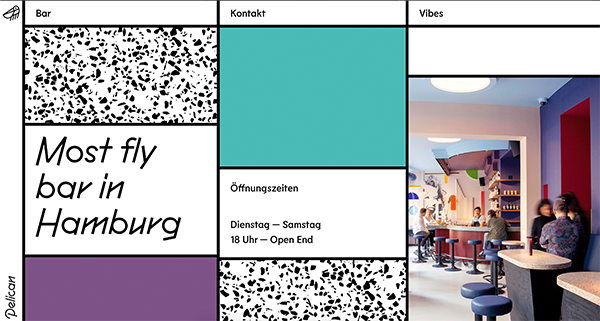 Bar
Kontakt
Vibes
Most fly
bar in
Hamburg
Öffnungszeiten
Dienstag — Samstag
18 Uhr — Open End
Pelican